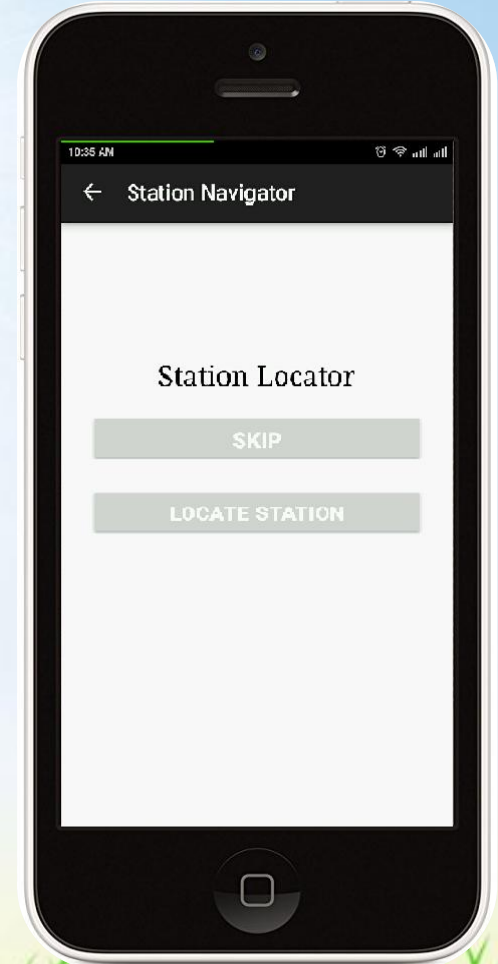 10:35 AM
← Station Navigator
Station Locator
SKIP
LOCATE STATION